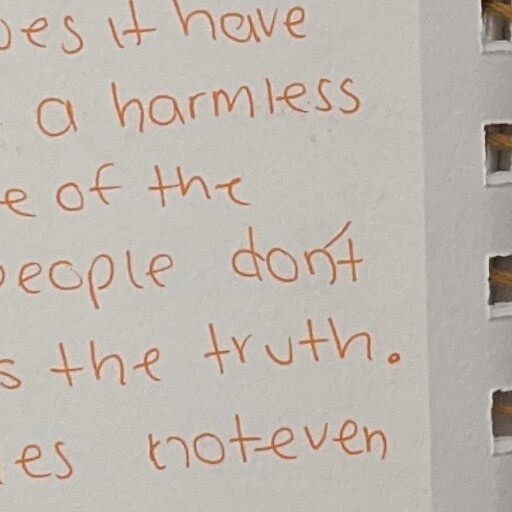 oes it have
a harmless
e of the
people don't
s the truth.
es noteven